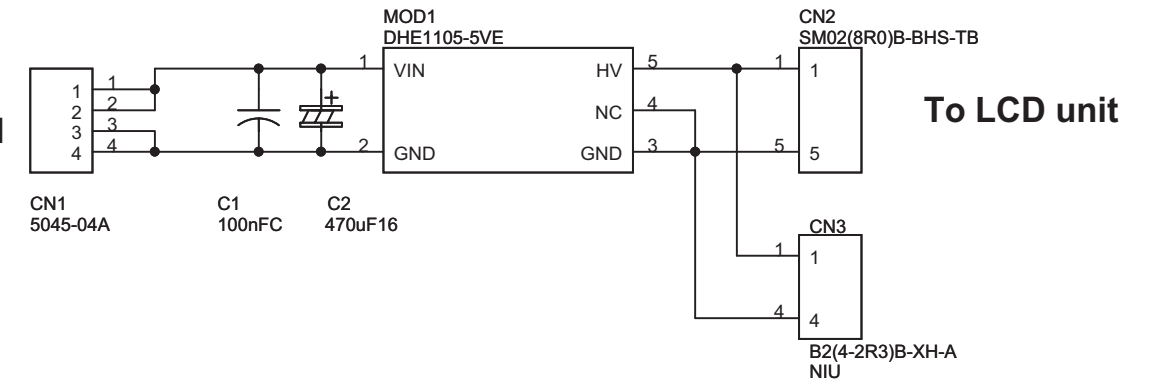 MOD1
DHE1105-5VE
CN2
SM02(8R0)B-BHS-TB
1 VIN HV 5 1 1
1 1
2 2
NC 4
3 3
4 4
2 GND GND 3 5 5
To LCD unit
CN1
5045-04A
C1
100nFC
+
C2
470uF16
CN3
1 1
4 4
B2(4-2R3)B-XH-A
NIU